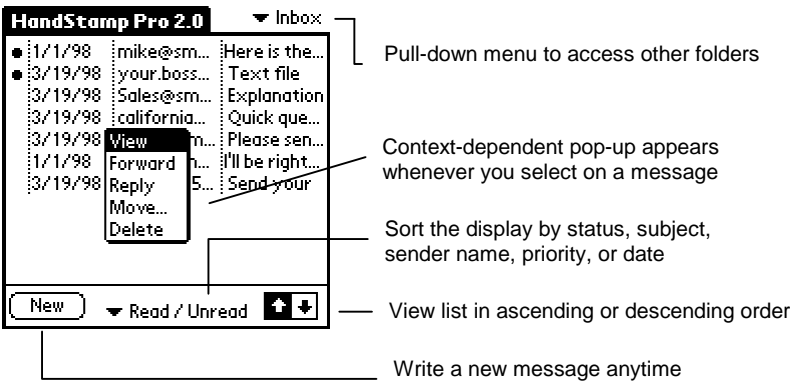 HandStamp Pro 2.0 Inbox
1/1/98 mike@sm... Here is the...
3/19/98 your.boss... Text file
3/19/98 Sales@sm... Explanation
3/19/98 california... Quick que...
3/19/98 m... Please sen...
1/1/98 n... I'll be right...
3/19/98 5... Send your
View
Forward
Reply
Move...
Delete
New Read / Unread
Pull-down menu to access other folders
Context-dependent pop-up appears
whenever you select on a message
Sort the display by status, subject,
sender name, priority, or date
View list in ascending or descending order
Write a new message anytime